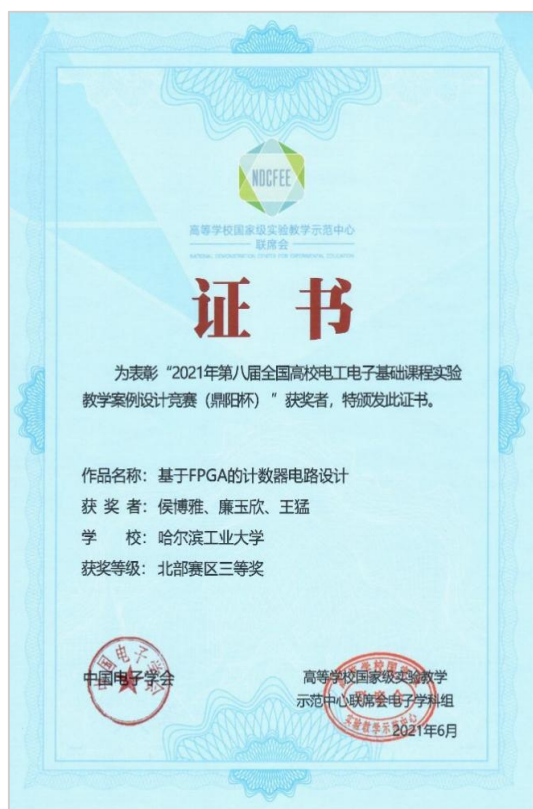 NDCFEE
高等学校国家级实验教学示范中心
联席会
证书
为表彰“2021年第八届全国高校电工电子基础课程实验
教学案例设计竞赛（鼎阳杯）”获奖者，特颁发此证书。
作品名称：基于FPGA的计数器电路设计
获奖者：侯博雅、廉玉欣、王猛
学校：哈尔滨工业大学
获奖等级：北部赛区三等奖
中国电子学会
中国电子学会
高等学校国家级实验教学
示范中心联席会电子学科组
2021年6月